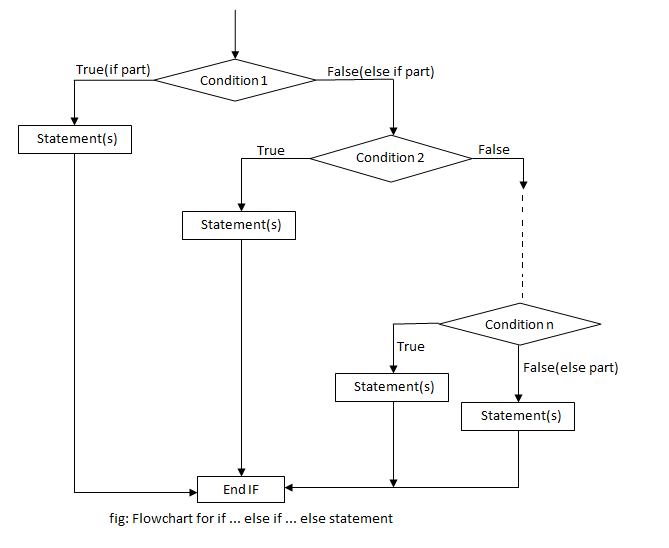 True(if part)
Condition 1
False(else if part)
Statement(s)
True
Condition 2
False
Statement(s)
Condition n
True
False(else part)
Statement(s)
Statement(s)
End IF
fig: Flowchart for if ... else if ... else statement